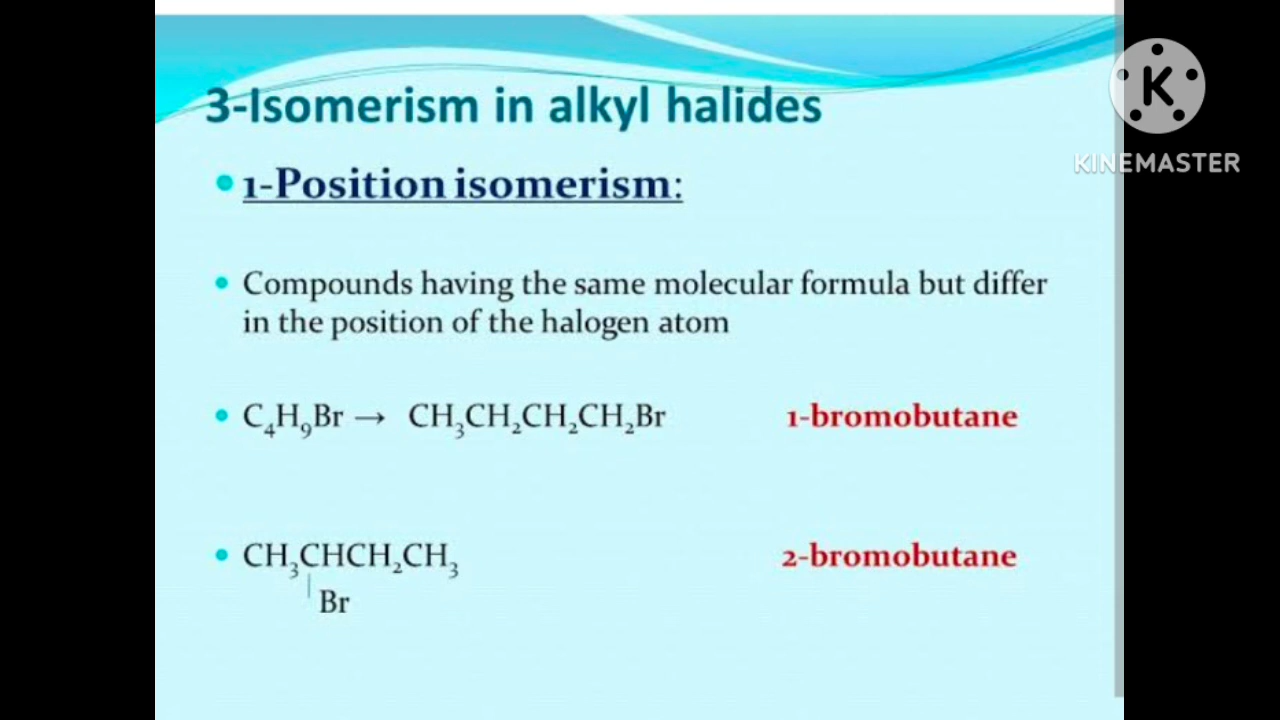 3-Isomerism in alkyl halides
K
KINEMASTER
• 1-Position isomerism:
• Compounds having the same molecular formula but differ
in the position of the halogen atom
• C₄H₉Br → CH₃CH₂CH₂CH₂Br 1-bromobutane
• CH₃CHCH₂CH₃ 2-bromobutane
Br